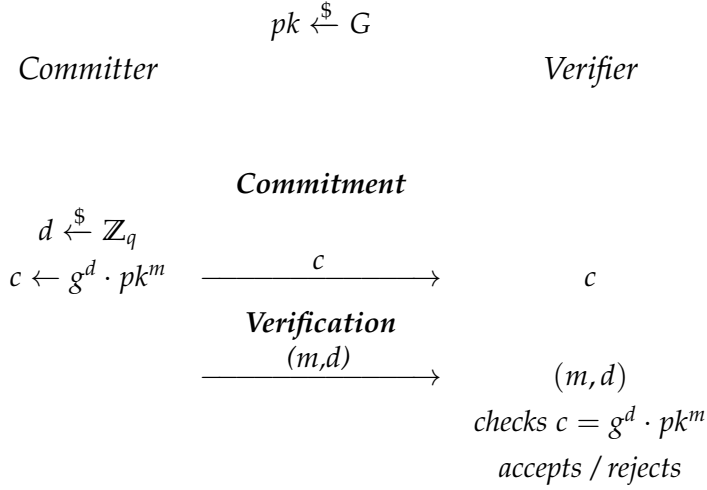 pk ←$ G
Committer Verifier
Commitment
d ←$ ℤ_q
c ← g^d · pk^m c c
Verification
(m,d)
(m, d)
checks c = g^d · pk^m
accepts / rejects